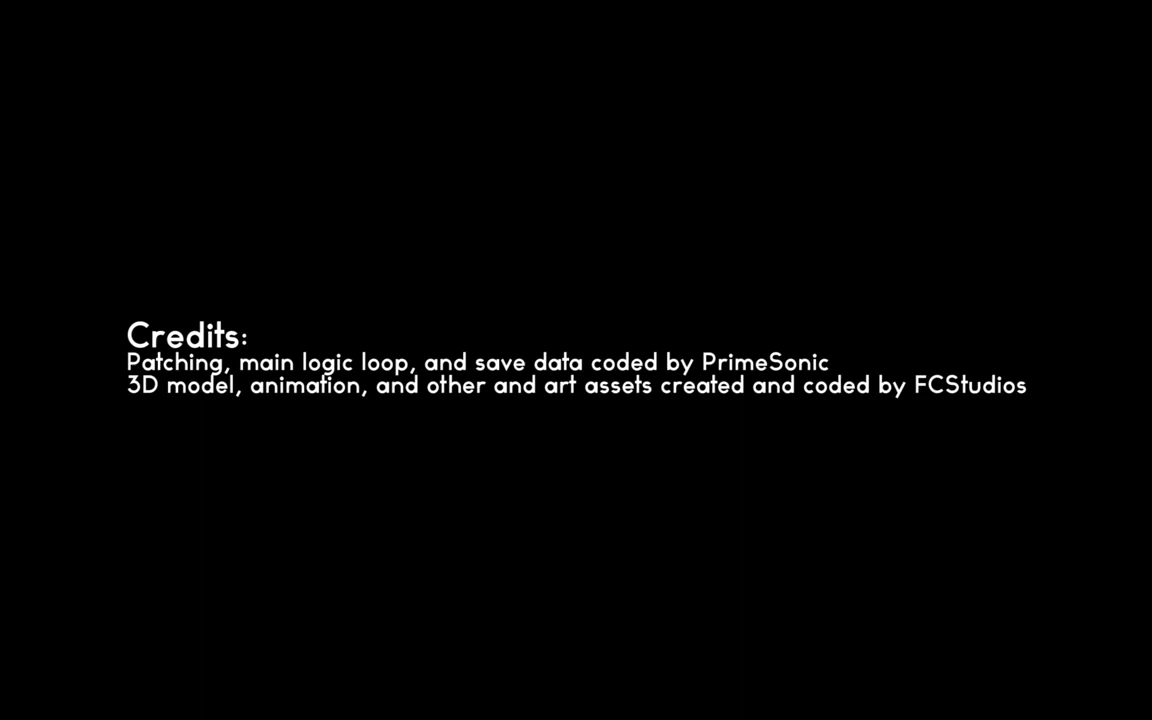 Credits:
Patching, main logic loop, and save data coded by PrimeSonic
3D model, animation, and other and art assets created and coded by FCStudios